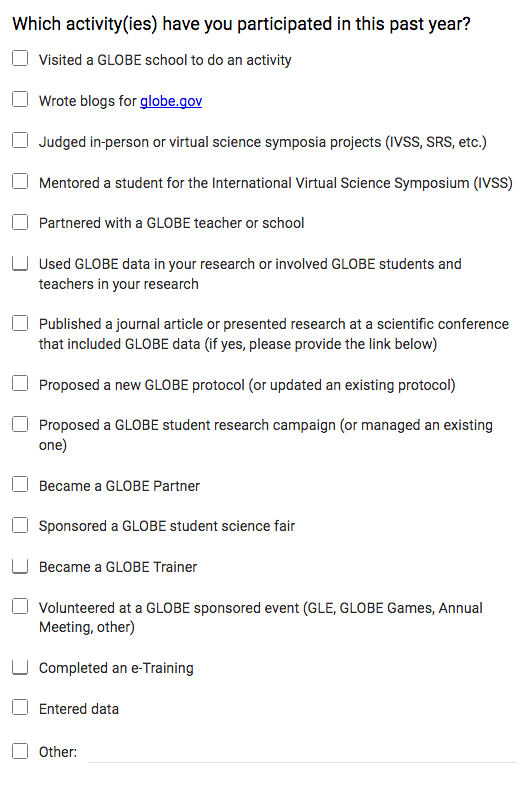 Which activity(ies) have you participated in this past year?
Visited a GLOBE school to do an activity
Wrote blogs for globe.gov
Judged in-person or virtual science symposia projects (IVSS, SRS, etc.)
Mentored a student for the International Virtual Science Symposium (IVSS)
Partnered with a GLOBE teacher or school
Used GLOBE data in your research or involved GLOBE students and
teachers in your research
Published a journal article or presented research at a scientific conference
that included GLOBE data (if yes, please provide the link below)
Proposed a new GLOBE protocol (or updated an existing protocol)
Proposed a GLOBE student research campaign (or managed an existing
one)
Became a GLOBE Partner
Sponsored a GLOBE student science fair
Became a GLOBE Trainer
Volunteered at a GLOBE sponsored event (GLE, GLOBE Games, Annual
Meeting, other)
Completed an e-Training
Entered data
Other: